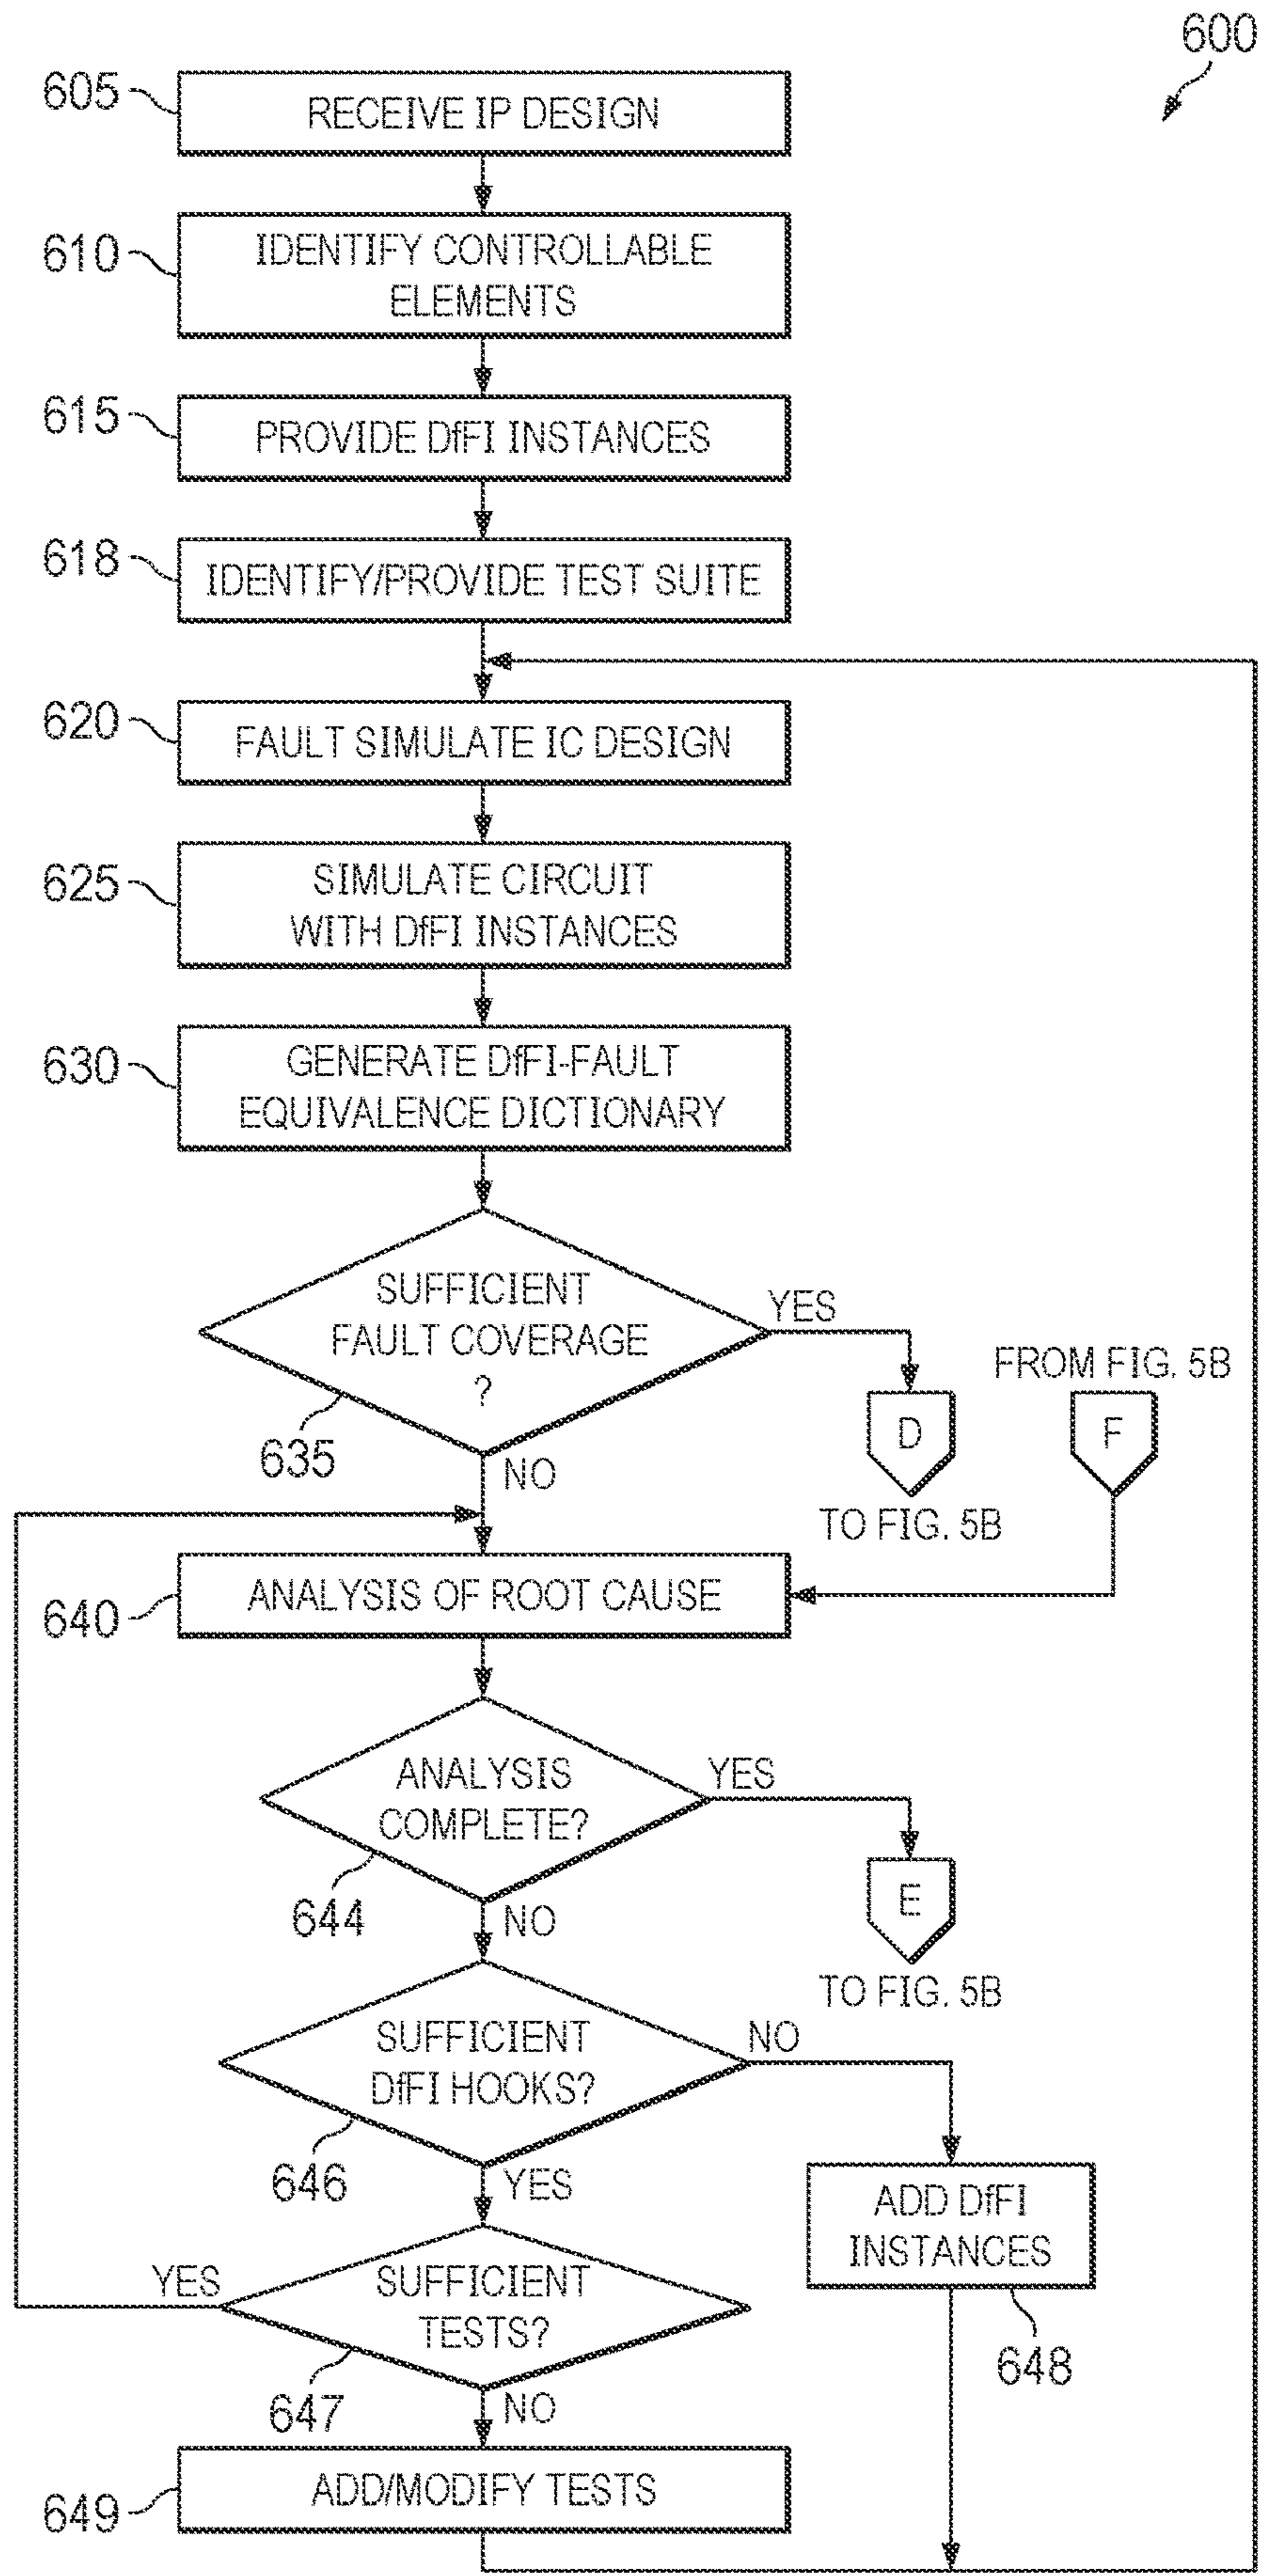 600
605
RECEIVE IP DESIGN
610
IDENTIFY CONTROLLABLE
ELEMENTS
615
PROVIDE DfFI INSTANCES
618
IDENTIFY/PROVIDE TEST SUITE
620
FAULT SIMULATE IC DESIGN
625
SIMULATE CIRCUIT
WITH DfFI INSTANCES
630
GENERATE DfFI-FAULT
EQUIVALENCE DICTIONARY
SUFFICIENT
FAULT COVERAGE
?
635
YES
D
TO FIG. 5B
FROM FIG. 5B
F
NO
640
ANALYSIS OF ROOT CAUSE
ANALYSIS
COMPLETE?
644
YES
E
TO FIG. 5B
NO
SUFFICIENT
DfFI HOOKS?
646
NO
ADD DfFI
INSTANCES
648
YES
SUFFICIENT
TESTS?
647
YES
NO
649
ADD/MODIFY TESTS